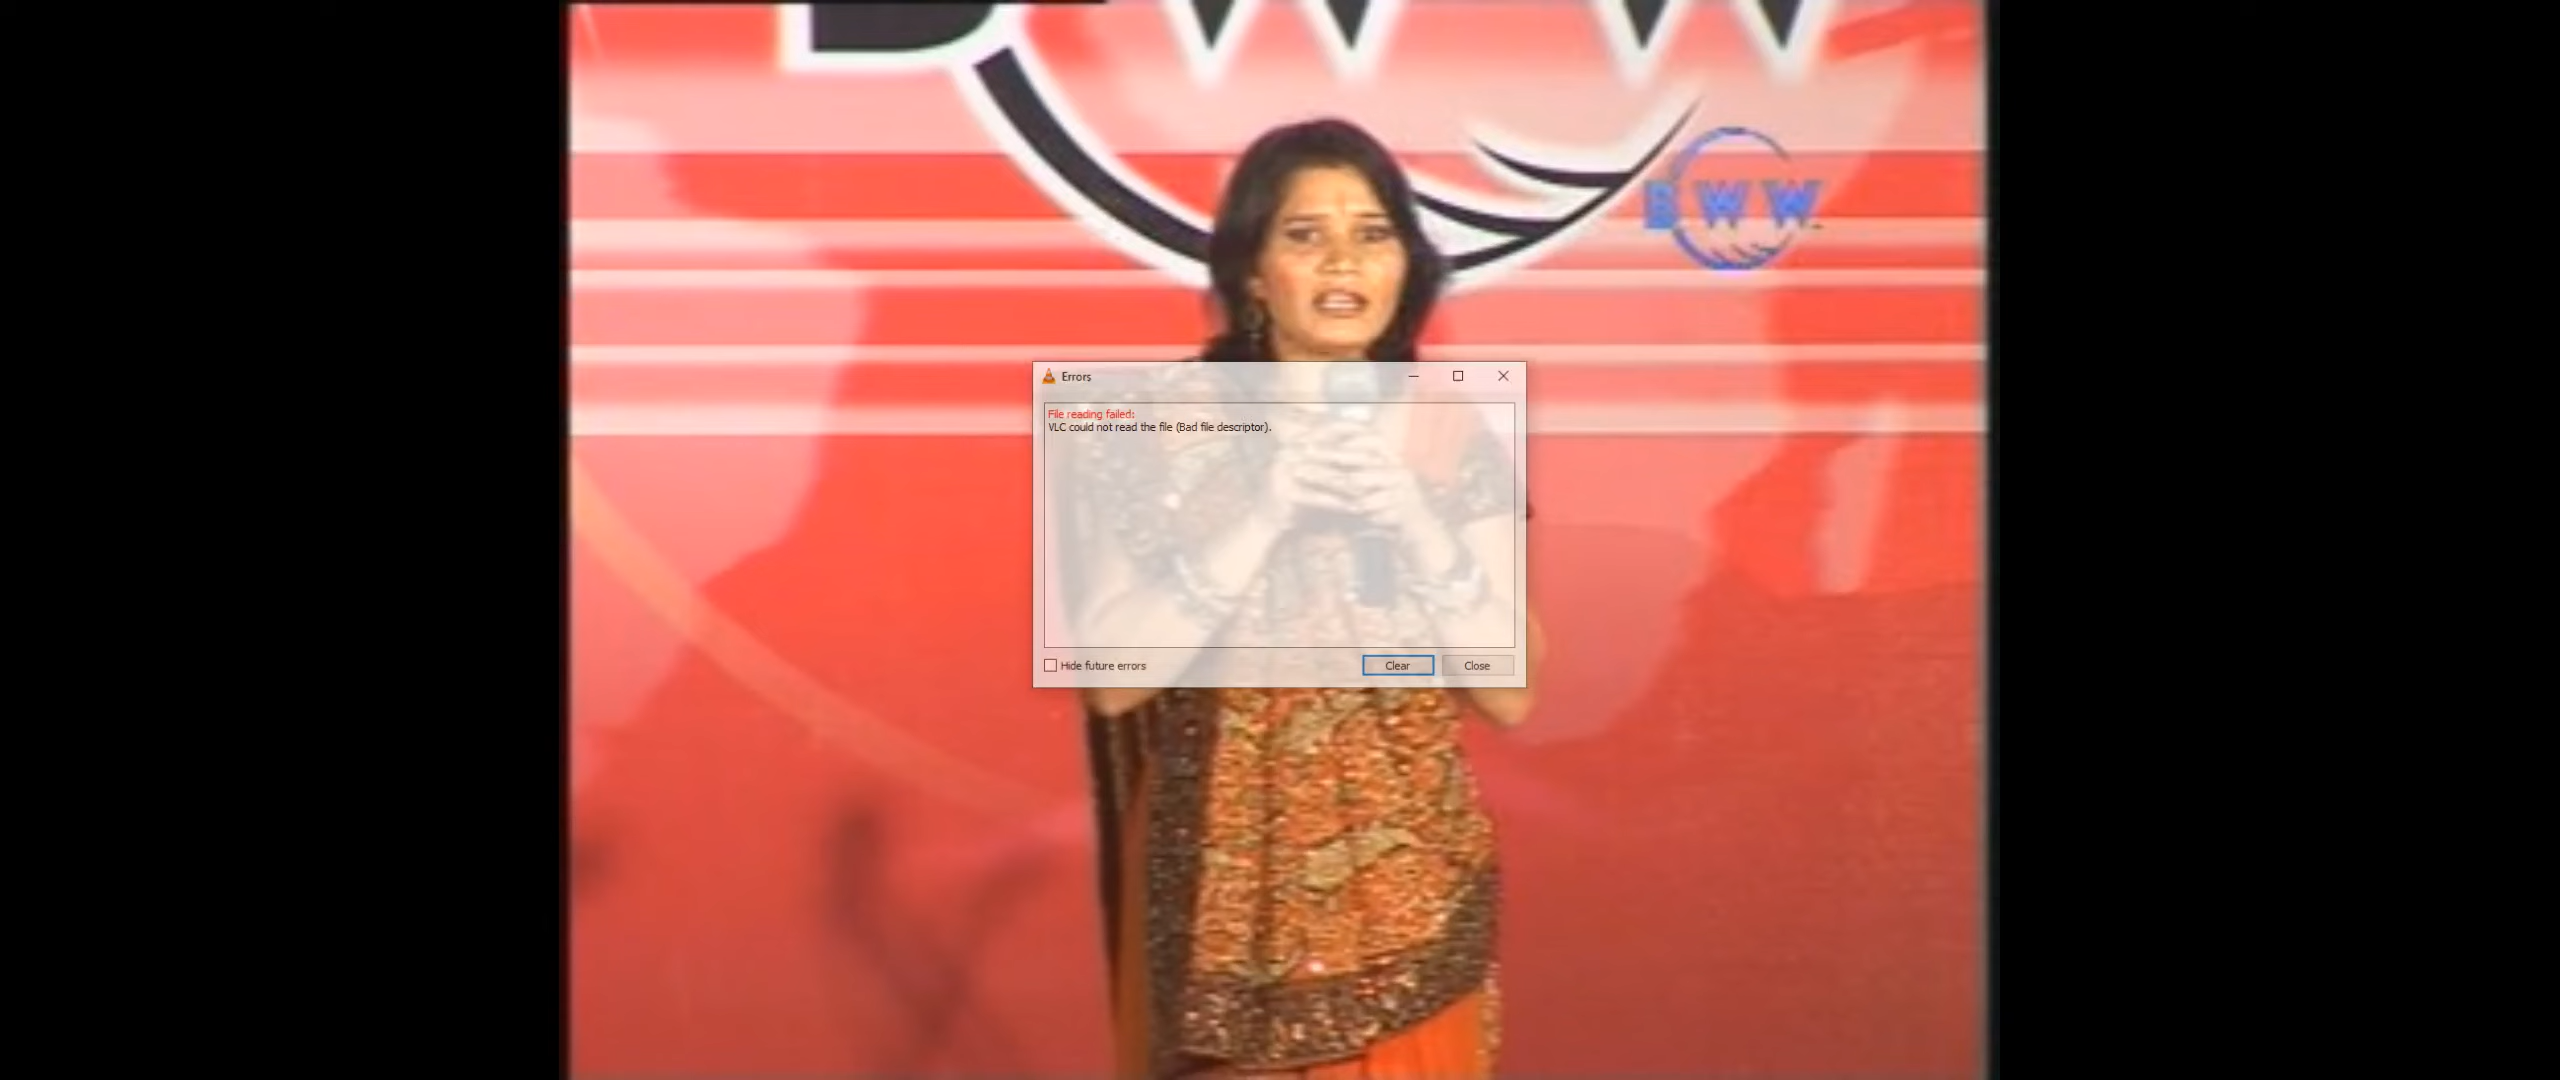 BWW
BWW
Errors
File reading failed:
VLC could not read the file (Bad file descriptor).
Hide future errors
Clear
Close